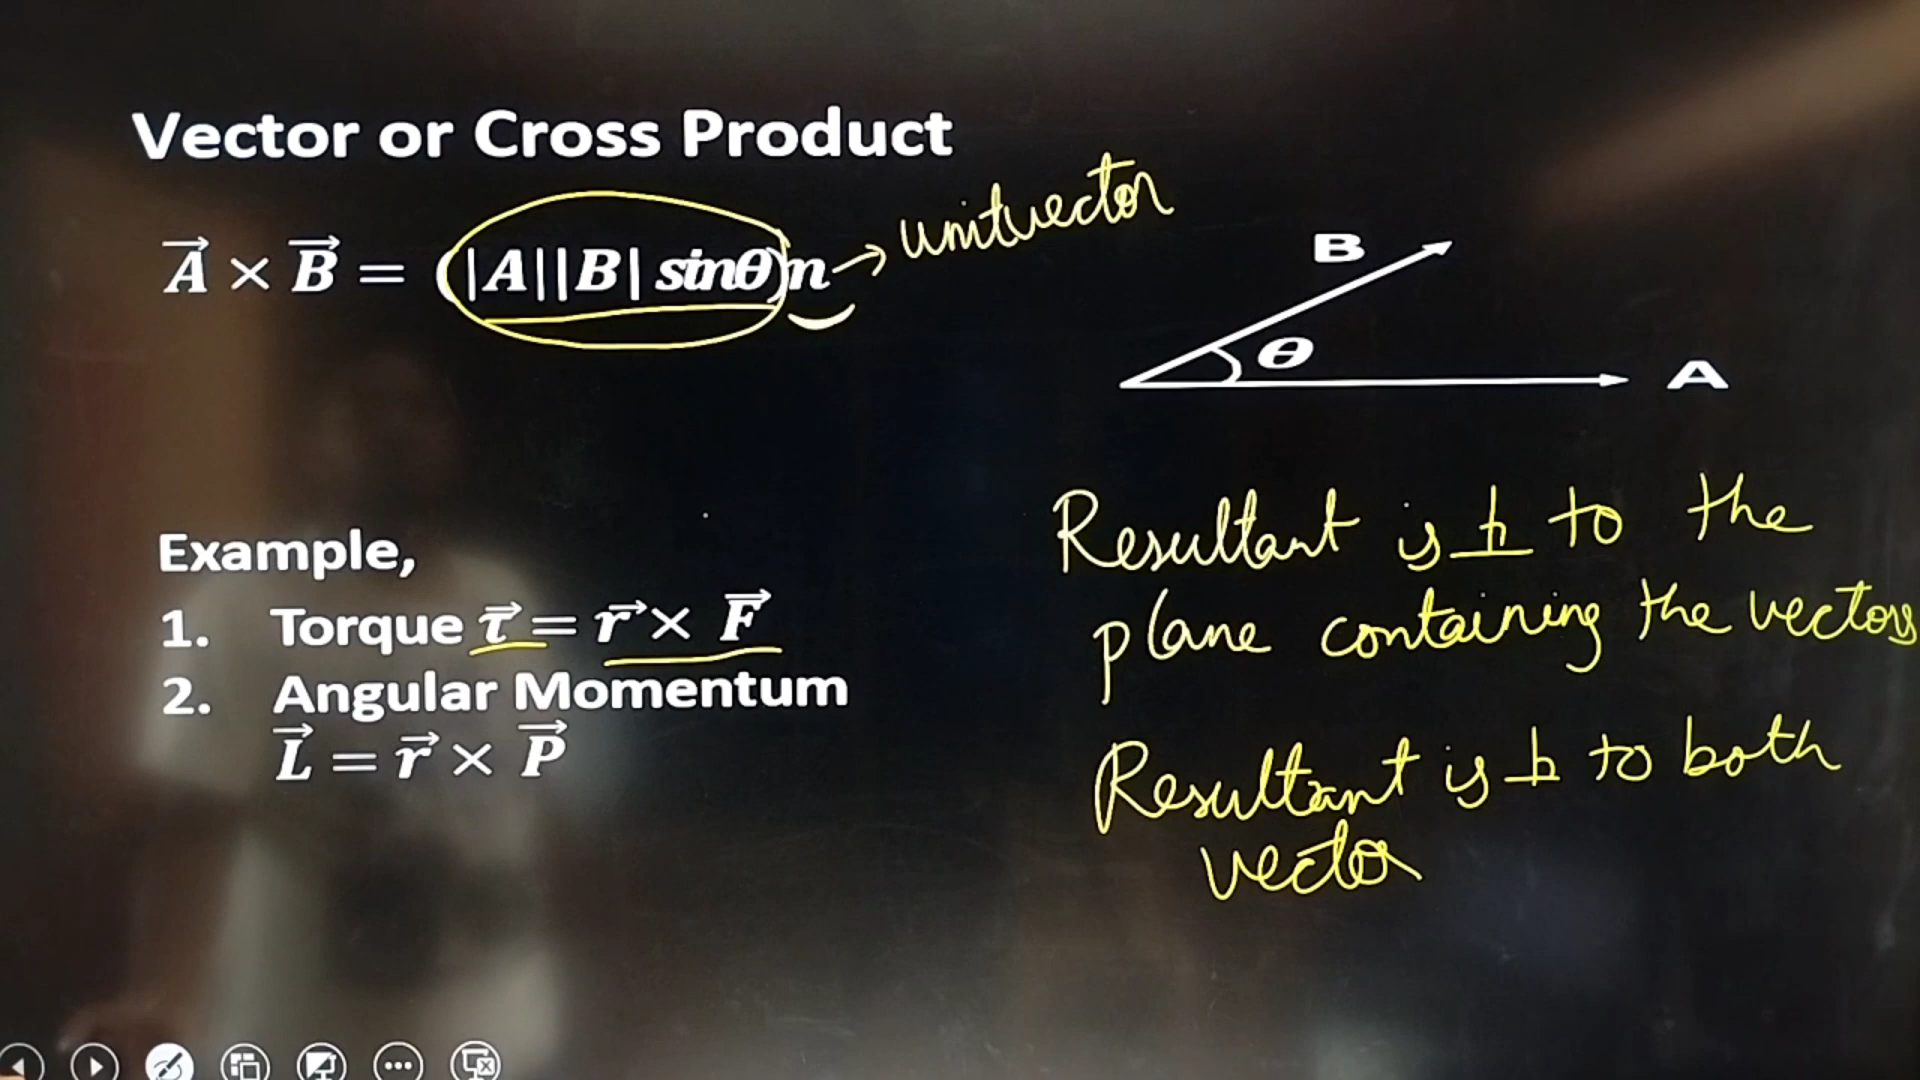 Vector or Cross Product
A⃗ × B⃗ = (|A||B| sinθ)n → unitvector
B
θ
A
Example,
1. Torque τ⃗ = r⃗ × F⃗
2. Angular Momentum
L⃗ = r⃗ × P⃗
Resultant is ⊥r to the
plane containing the vectors
Resultant is ⊥r to both
vector